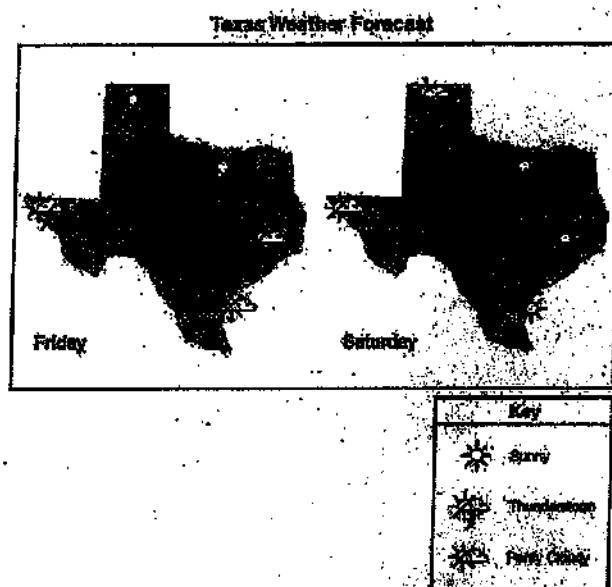 Texas Weather Forecast
Friday
Saturday
Key
Sunny
Thunderstorm
Partly Cloudy